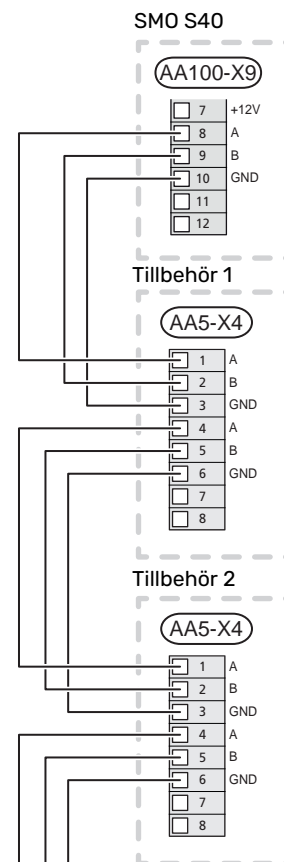 SMO S40
AA100-X9
7 +12V
8 A
9 B
10 GND
11
12
Tillbehör 1
AA5-X4
1 A
2 B
3 GND
4 A
5 B
6 GND
7
8
Tillbehör 2
AA5-X4
1 A
2 B
3 GND
4 A
5 B
6 GND
7
8